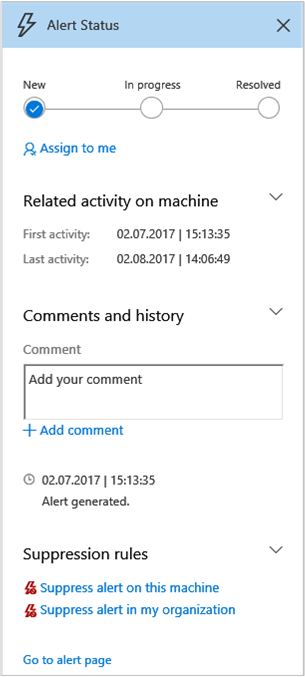 Alert Status
New In progress Resolved
Assign to me
Related activity on machine
First activity: 02.07.2017 | 15:13:35
Last activity: 02.08.2017 | 14:06:49
Comments and history
Comment
Add your comment
Add comment
02.07.2017 | 15:13:35
Alert generated.
Suppression rules
Suppress alert on this machine
Suppress alert in my organization
Go to alert page